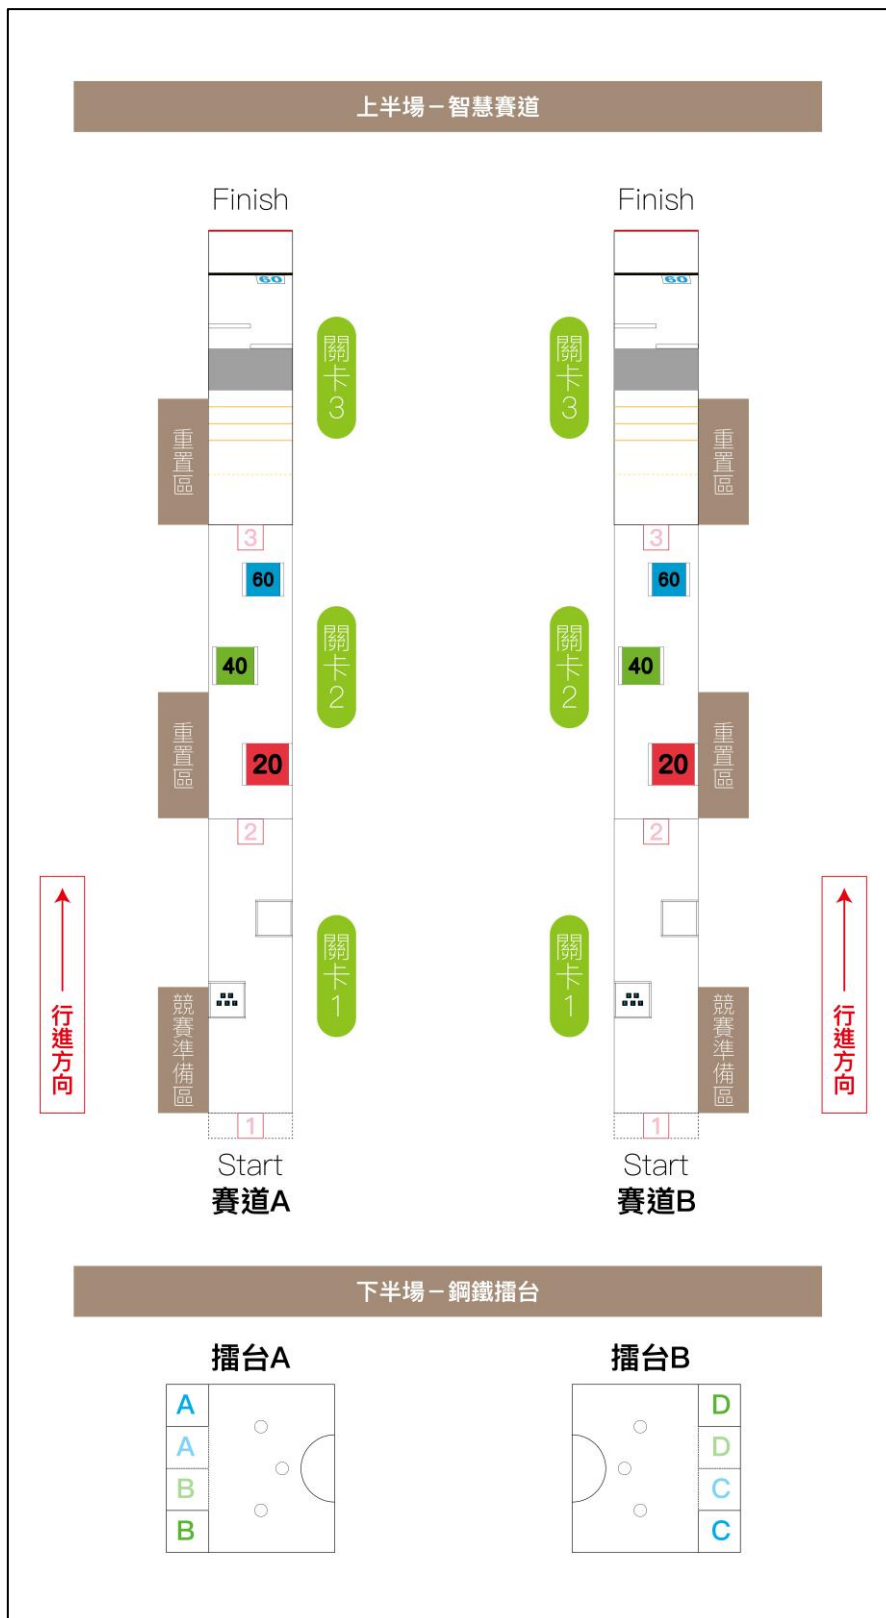 上半場－智慧賽道
Finish
Finish
60
60
關卡3
關卡3
重置區
重置區
3
3
60
60
關卡2
關卡2
40
40
重置區
重置區
20
20
2
2
行進方向
關卡1
關卡1
行進方向
競賽準備區
競賽準備區
1
1
Start
Start
賽道A
賽道B
下半場－鋼鐵擂台
擂台A
擂台B
A
D
A
D
B
C
B
C